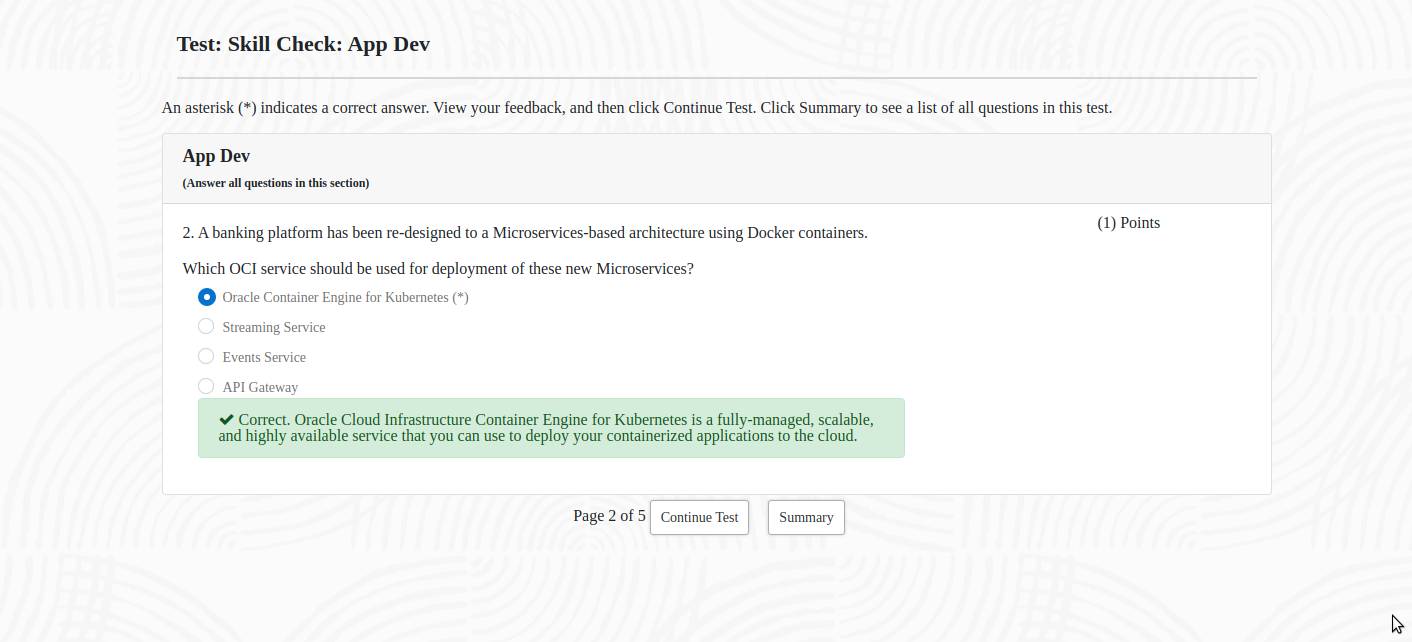 Test: Skill Check: App Dev
An asterisk (*) indicates a correct answer. View your feedback, and then click Continue Test. Click Summary to see a list of all questions in this test.
App Dev
(Answer all questions in this section)
2. A banking platform has been re-designed to a Microservices-based architecture using Docker containers.
(1) Points
Which OCI service should be used for deployment of these new Microservices?
Oracle Container Engine for Kubernetes (*)
Streaming Service
Events Service
API Gateway
Correct. Oracle Cloud Infrastructure Container Engine for Kubernetes is a fully-managed, scalable,
and highly available service that you can use to deploy your containerized applications to the cloud.
Page 2 of 5 Continue Test Summary